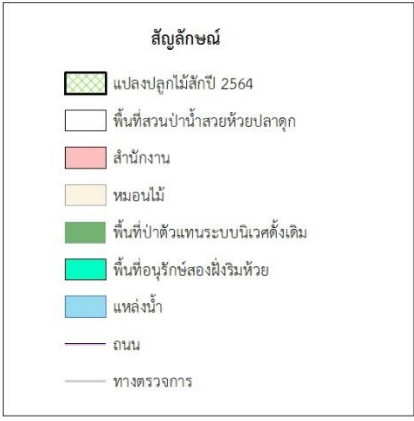 สัญลักษณ์
แปลงปลูกไม้สักปี 2564
พื้นที่สวนป่าน้ำสวยห้วยปลาดุก
สำนักงาน
หมอนไม้
พื้นที่ป่าตัวแทนระบบนิเวศดั้งเดิม
พื้นที่อนุรักษ์สองฝั่งริมห้วย
แหล่งน้ำ
ถนน
ทางตรวจการ